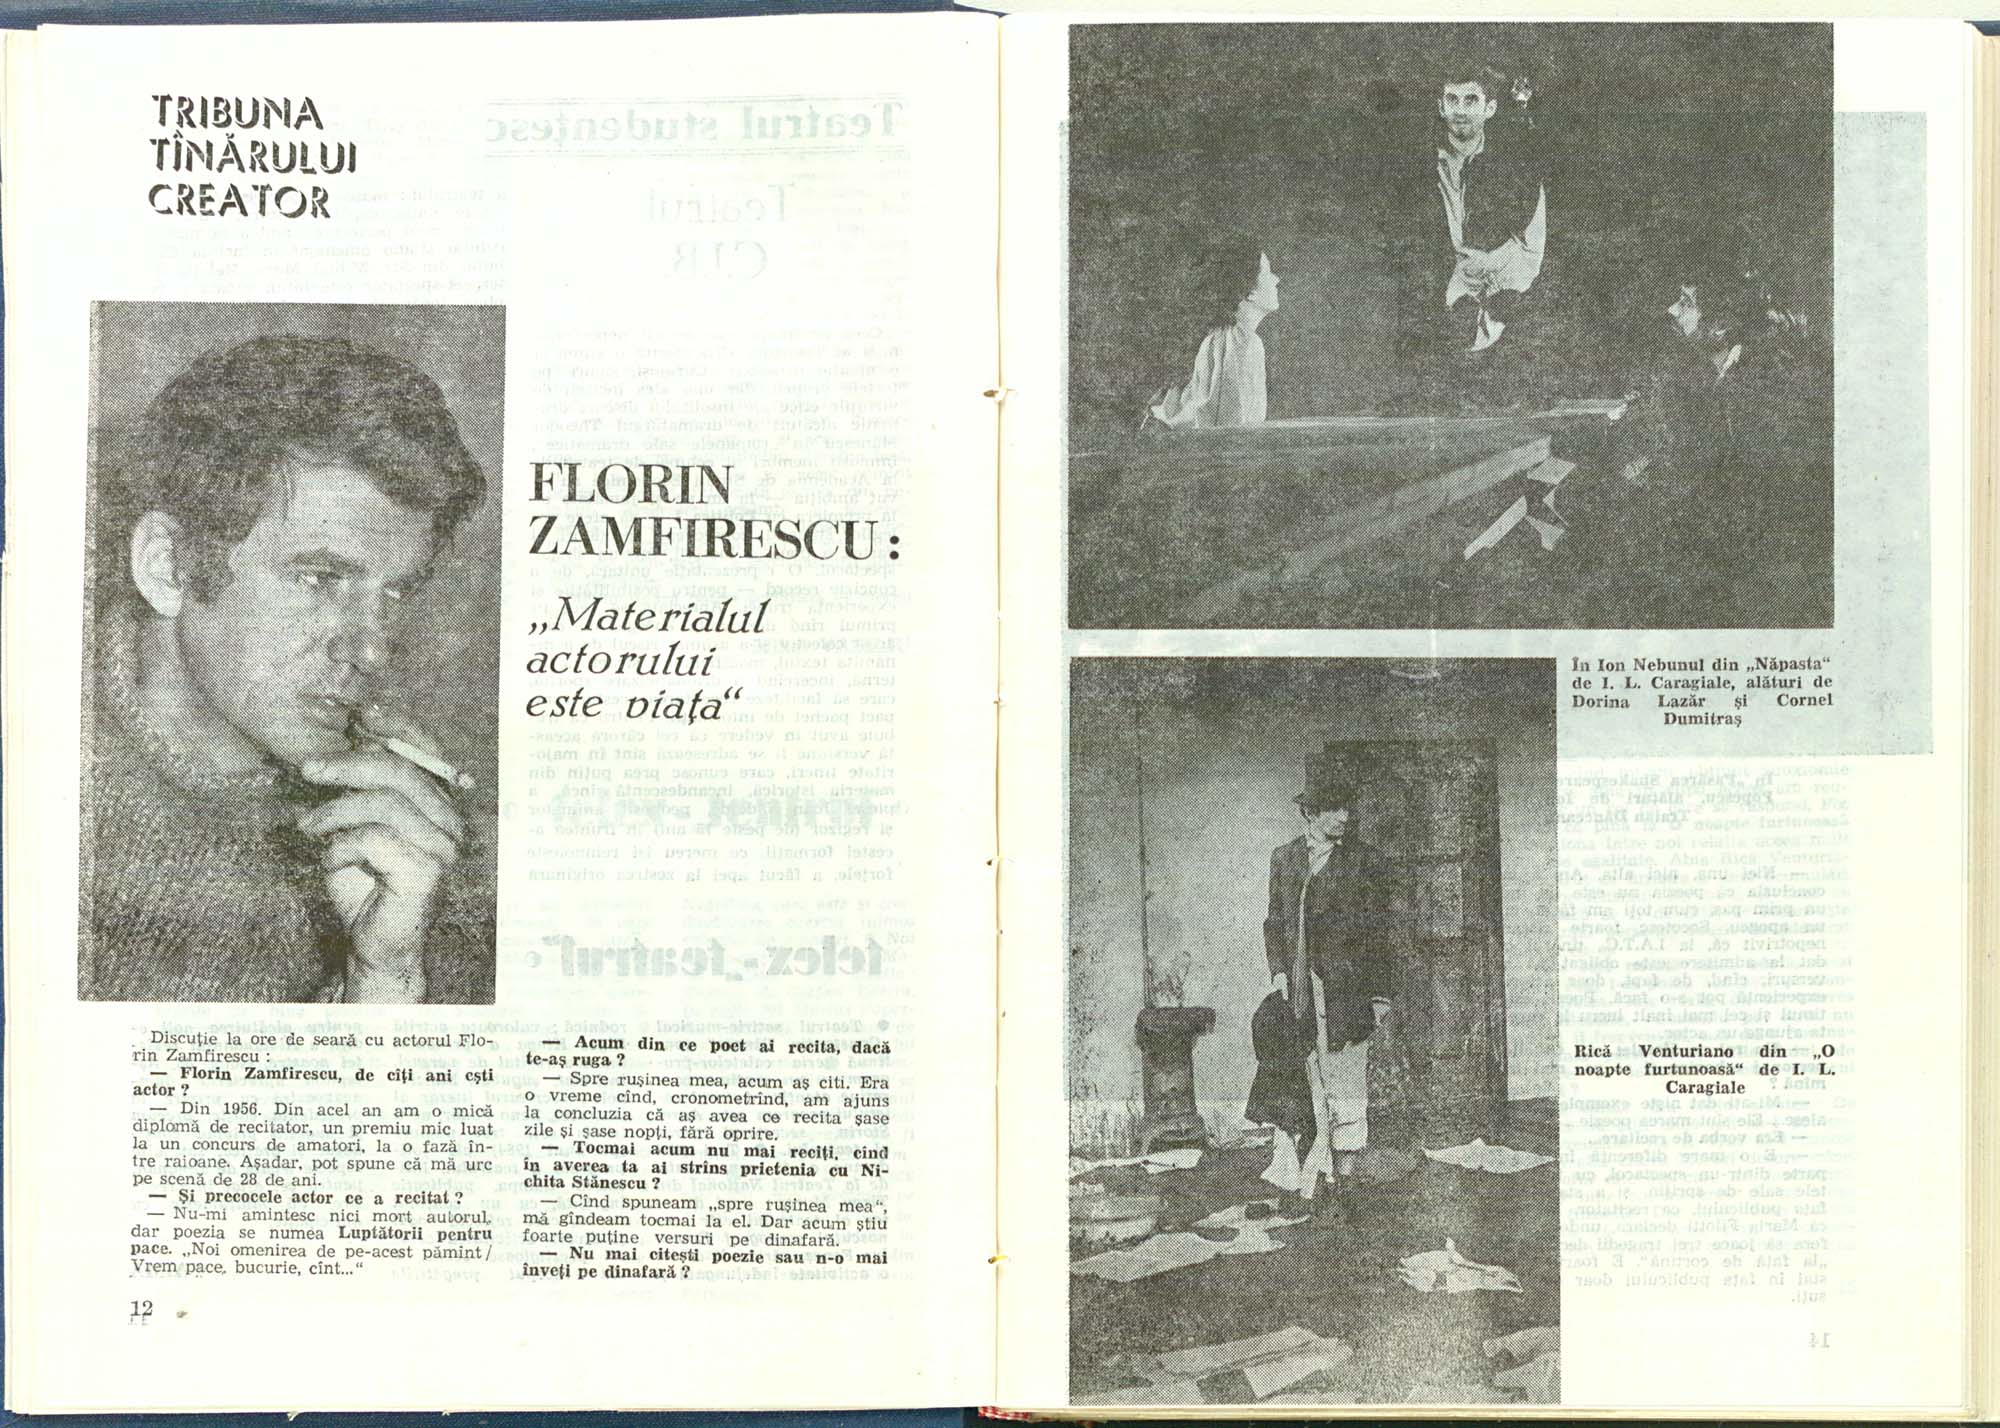 TRIBUNA
TÎNĂRULUI
CREATOR
FLORIN
ZAMFIRESCU :
„Materialul
actorului
este viața“
Discuție la ore de seară cu actorul Flo-
rin Zamfirescu :
— Florin Zamfirescu, de cîți ani ești
actor ?
— Din 1956. Din acel an am o mică
diplomă de recitator, un premiu mic luat
la un concurs de amatori, la o fază în-
tre raioane. Așadar, pot spune că mă urc
pe scenă de 28 de ani.
— Și precocele actor ce a recitat ?
— Nu-mi amintesc nici mort autorul,
dar poezia se numea Luptătorii pentru
pace. „Noi omenirea de pe-acest pămînt /
Vrem pace, bucurie, cînt...“
12
— Acum din ce poet ai recita, dacă
te-aș ruga ?
— Spre rușinea mea, acum aș citi. Era
o vreme cînd, cronometrînd, am ajuns
la concluzia că aș avea ce recita șase
zile și șase nopți, fără oprire.
— Tocmai acum nu mai reciți, cînd
în averea ta ai strîns prietenia cu Ni-
chita Stănescu ?
— Cînd spuneam „spre rușinea mea“,
mă gîndeam tocmai la el. Dar acum știu
foarte puține versuri pe dinafară.
— Nu mai citești poezie sau n-o mai
înveți pe dinafară ?
În Ion Nebunul din „Năpasta“
de I. L. Caragiale, alături de
Dorina Lazăr și Cornel
Dumitraș
Rică Venturiano din „O
noapte furtunoasă“ de I. L.
Caragiale